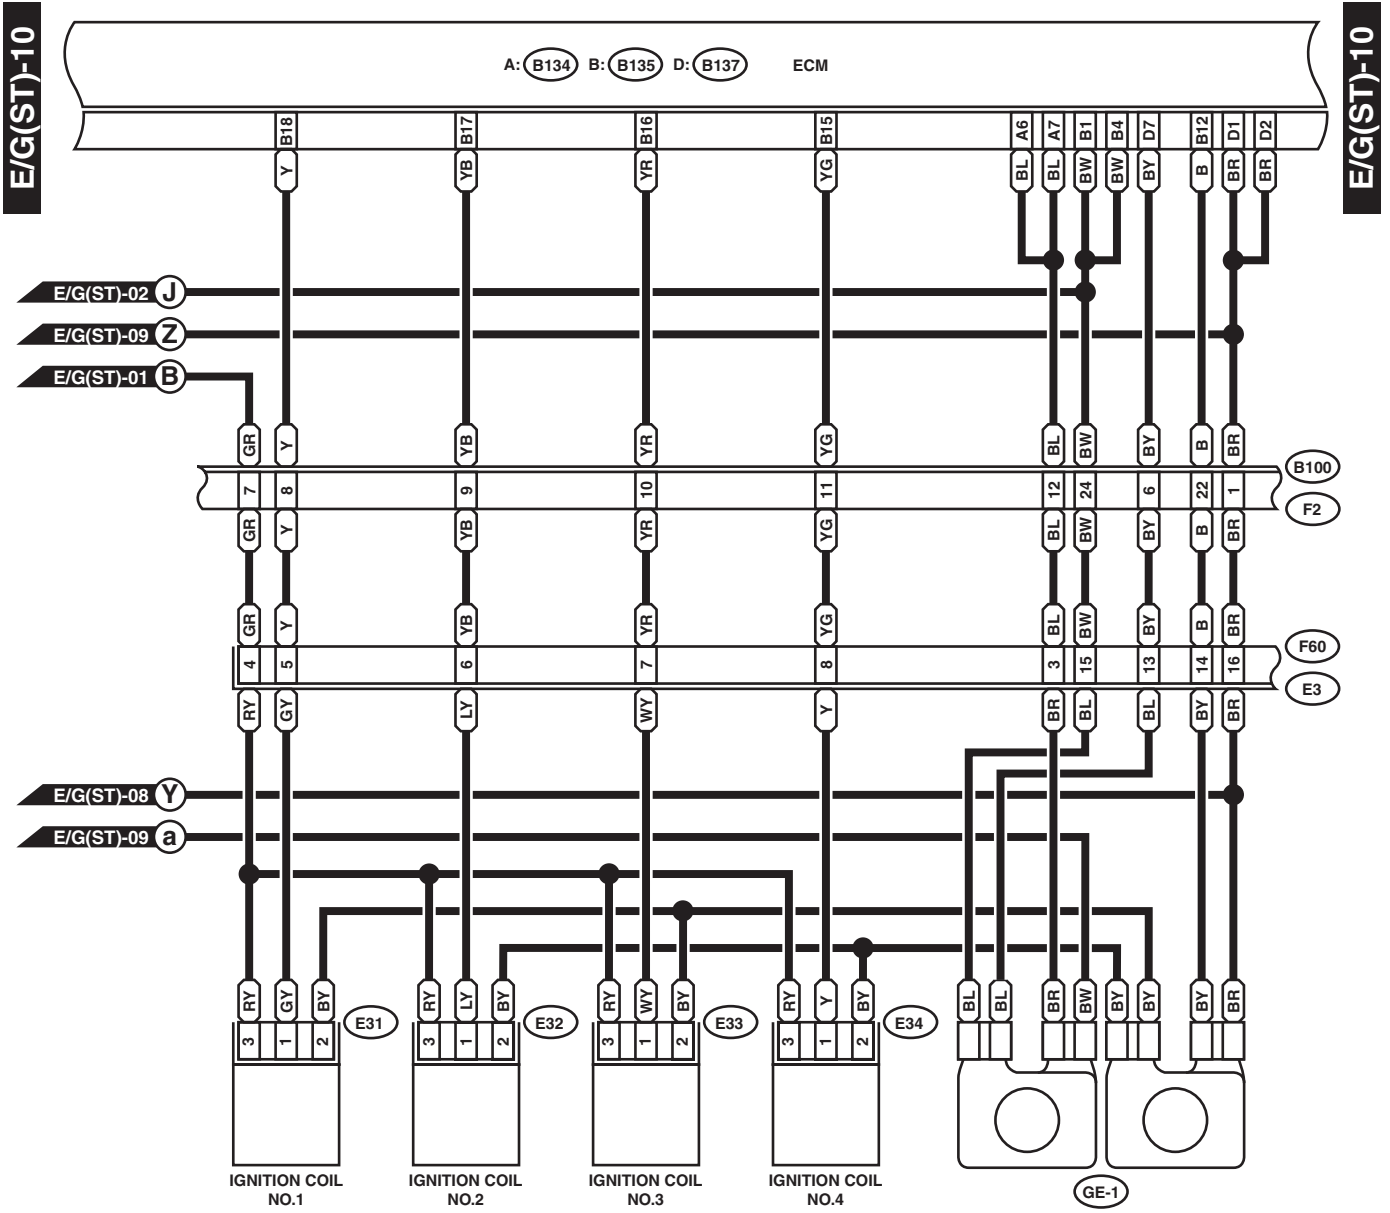 E/G(ST)-10
E/G(ST)-10
A: B134 B: B135 D: B137 ECM
B18 B17 B16 B15 A6 A7 B1 B4 D7 B12 D1 D2
Y YB YR YG BL BL BW BW BY B BR BR
E/G(ST)-02 J
E/G(ST)-09 Z
E/G(ST)-01 B
GR Y YB YR YG BL BW BY B BR
B100
7 8 9 10 11 12 24 6 22 1
F2
GR Y YB YR YG BL BW BY B BR
GR Y YB YR YG BL BW BY B BR
F60
4 5 6 7 8 3 15 13 14 16
E3
RY GY LY WY Y BR BL BL BY BR
E/G(ST)-08 Y
E/G(ST)-09 a
RY GY BY RY LY BY RY WY BY RY Y BY BL BL BR BW BY BY BY BR
E31 E32 E33 E34
3 1 2 3 1 2 3 1 2 3 1 2
IGNITION COIL IGNITION COIL IGNITION COIL IGNITION COIL
NO.1 NO.2 NO.3 NO.4
GE-1